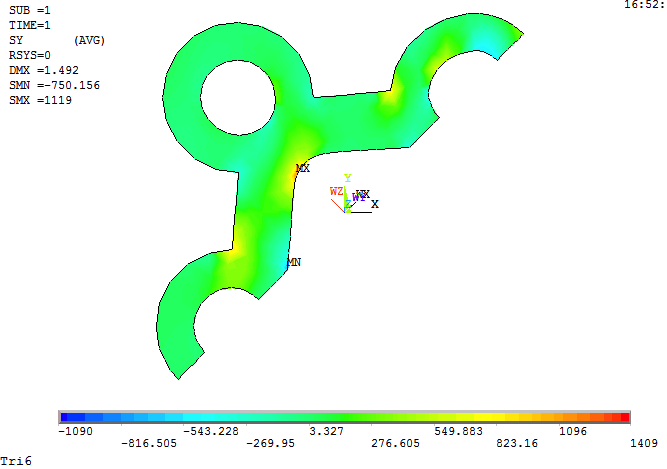 16:52:
SUB =1
TIME=1
SY (AVG)
RSYS=0
DMX =1.492
SMN =-750.156
SMX =1119
MX
Y
WZ
WY
WX
Z
X
MN
-1090 -543.228 3.327 549.883 1096
-816.505 -269.95 276.605 823.16 1409
Tri6